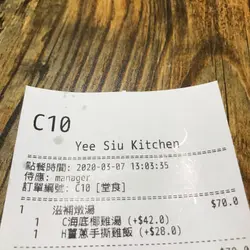 C10
Yee Siu Kitchen
點餐時間: 2020-03-07 13:03:35
侍應: manager
訂單編號: C10 [堂食]
1 滋補燉湯 $70.0
1 C海底椰雞湯 (+$42.0)
1 H薑蔥手撕雞飯 (+$28.0)